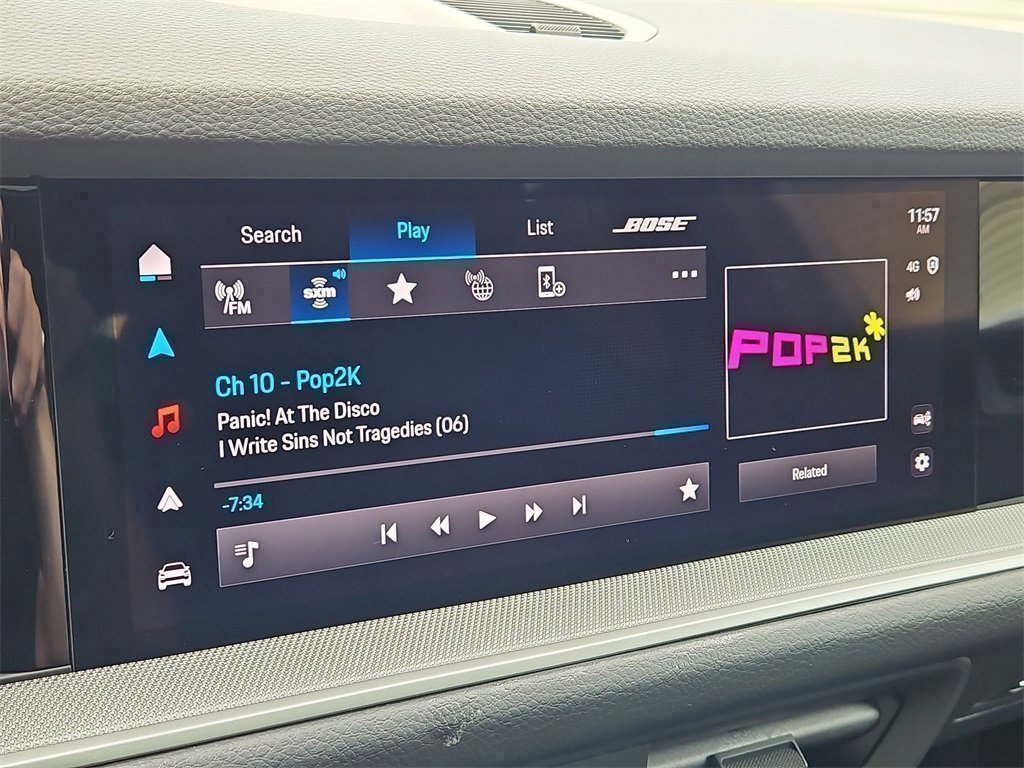 Search
Play
List
BOSE
11:57
AM
FM
sxm
4G
POP2K*
Ch 10 - Pop2K
Panic! At The Disco
I Write Sins Not Tragedies (06)
-7:34
Related